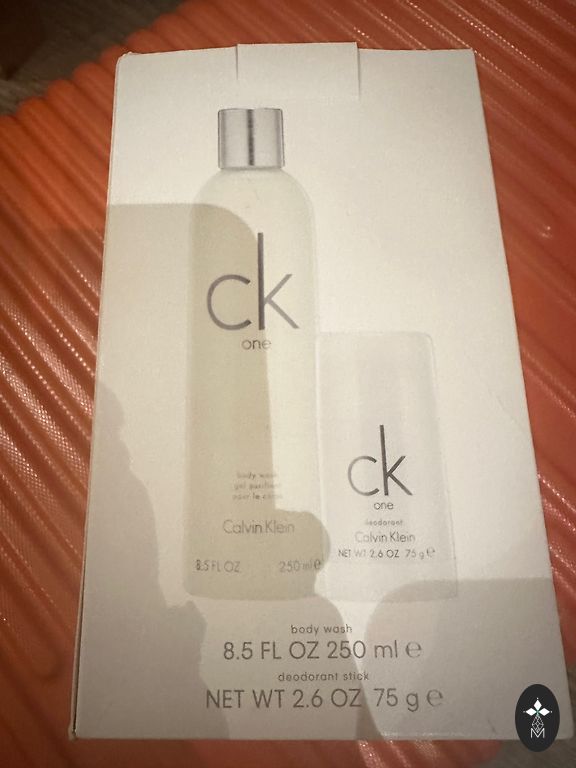 ck
one
body wash
gel purifiant
pour le corps
Calvin Klein
8.5 FL OZ 250 ml e
ck
one
deodorant
Calvin Klein
NET WT 2.6 OZ 75 g e
body wash
8.5 FL OZ 250 ml e
deodorant stick
NET WT 2.6 OZ 75 g e
M